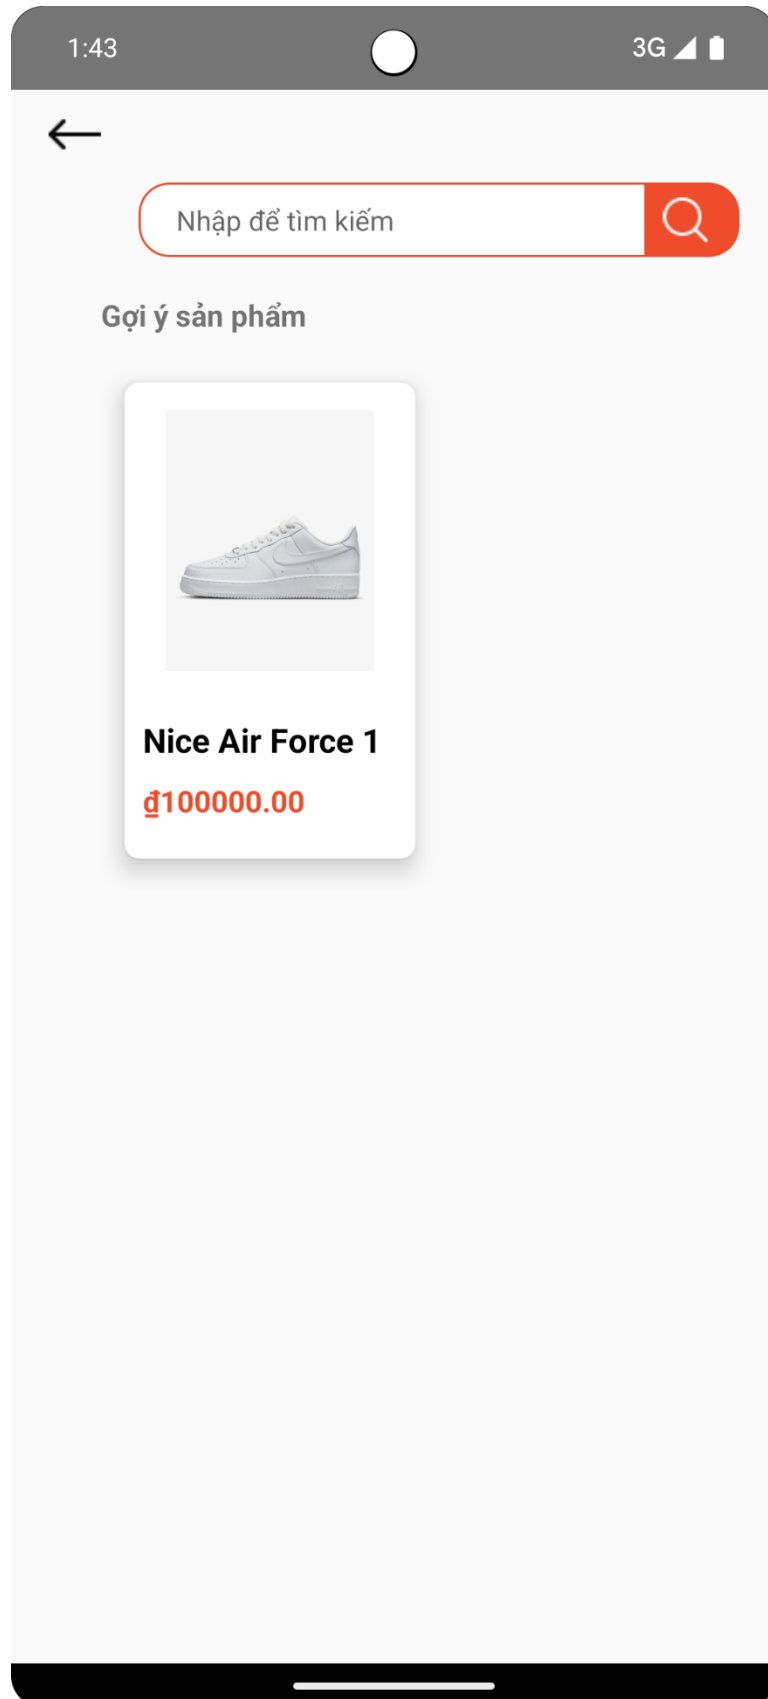 1:43
3G
Nhập để tìm kiếm
Gợi ý sản phẩm
Nice Air Force 1
₫100000.00